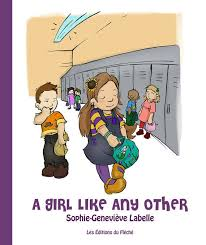 A GIRL LIKE ANY OTHER
Sophie-Geneviève Labelle
Les Éditions du Fléché